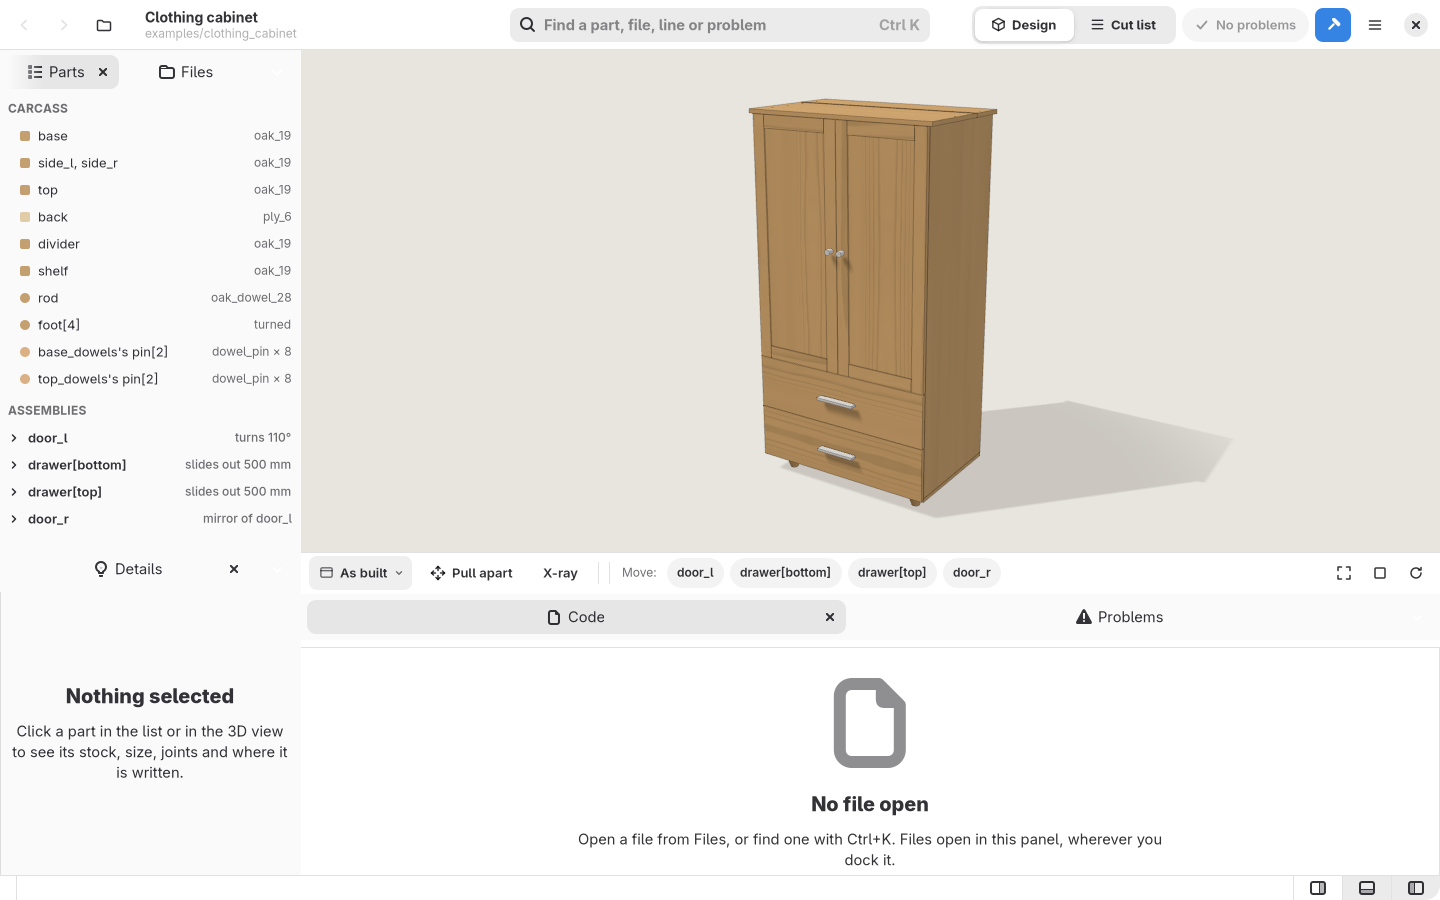 Clothing cabinet
examples/clothing_cabinet
Find a part, file, line or problem
Ctrl K
Design
Cut list
No problems
Parts
Files
CARCASS
base oak_19
side_l, side_r oak_19
top oak_19
back ply_6
divider oak_19
shelf oak_19
rod oak_dowel_28
foot[4] turned
base_dowels's pin[2] dowel_pin × 8
top_dowels's pin[2] dowel_pin × 8
ASSEMBLIES
door_l turns 110°
drawer[bottom] slides out 500 mm
drawer[top] slides out 500 mm
door_r mirror of door_l
Details
Nothing selected
Click a part in the list or in the 3D view
to see its stock, size, joints and where it
is written.
As built
Pull apart
X-ray
Move:
door_l
drawer[bottom]
drawer[top]
door_r
Code
Problems
No file open
Open a file from Files, or find one with Ctrl+K. Files open in this panel, wherever you
dock it.